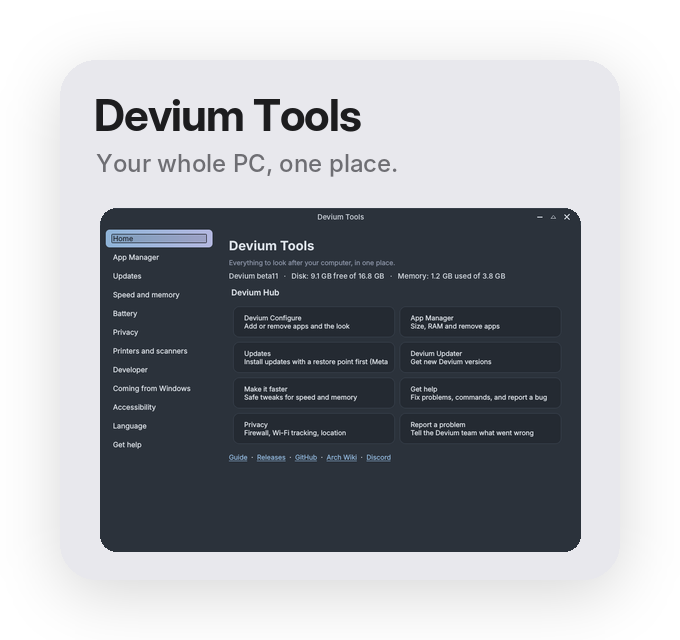 Devium Tools
Your whole PC, one place.
Devium Tools
Home
App Manager
Updates
Speed and memory
Battery
Privacy
Printers and scanners
Developer
Coming from Windows
Accessibility
Language
Get help
Devium Tools
Everything to look after your computer, in one place.
Devium beta11 · Disk: 9.1 GB free of 16.8 GB · Memory: 1.2 GB used of 3.8 GB
Devium Hub
Devium Configure
Add or remove apps and the look
App Manager
Size, RAM and remove apps
Updates
Install updates with a restore point first (Meta
Devium Updater
Get new Devium versions
Make it faster
Safe tweaks for speed and memory
Get help
Fix problems, commands, and report a bug
Privacy
Firewall, Wi-Fi tracking, location
Report a problem
Tell the Devium team what went wrong
Guide · Releases · GitHub · Arch Wiki · Discord